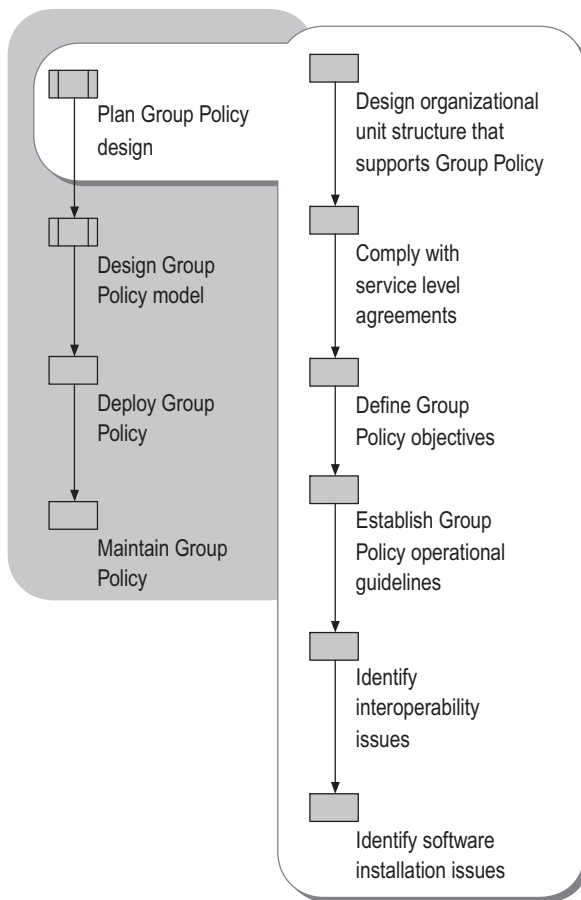 Plan Group Policy
design
Design Group
Policy model
Deploy Group
Policy
Maintain Group
Policy
Design organizational
unit structure that
supports Group Policy
Comply with
service level
agreements
Define Group
Policy objectives
Establish Group
Policy operational
guidelines
Identify
interoperability
issues
Identify software
installation issues